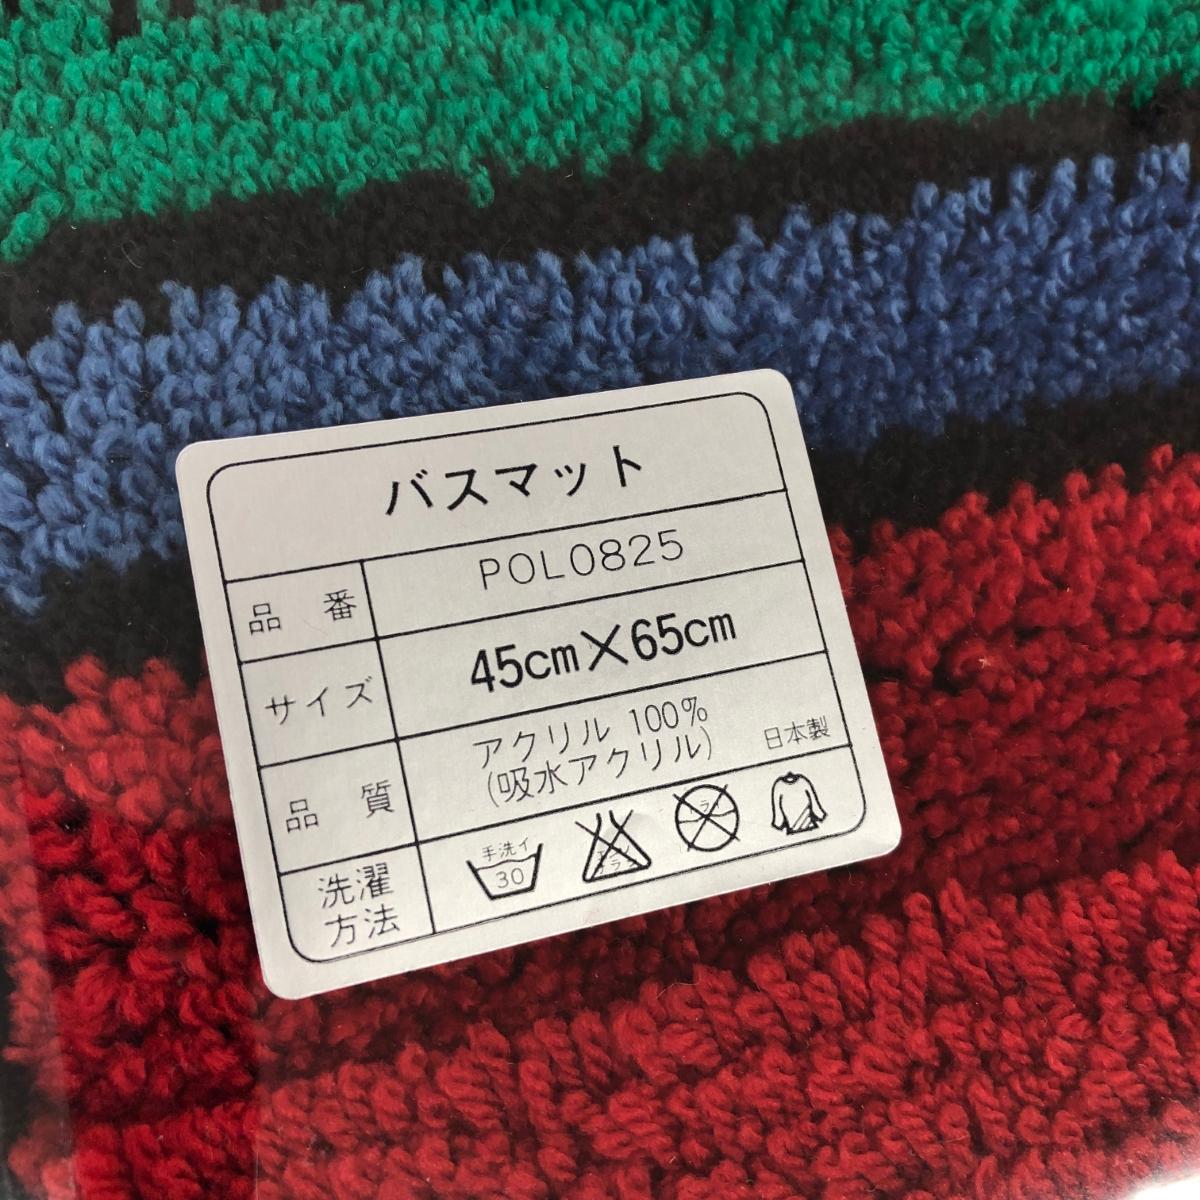 バスマット
品番 POL0825
サイズ 45cm×65cm
品質 アクリル 100%
(吸水アクリル)
日本製
洗濯
方法
手洗イ
30